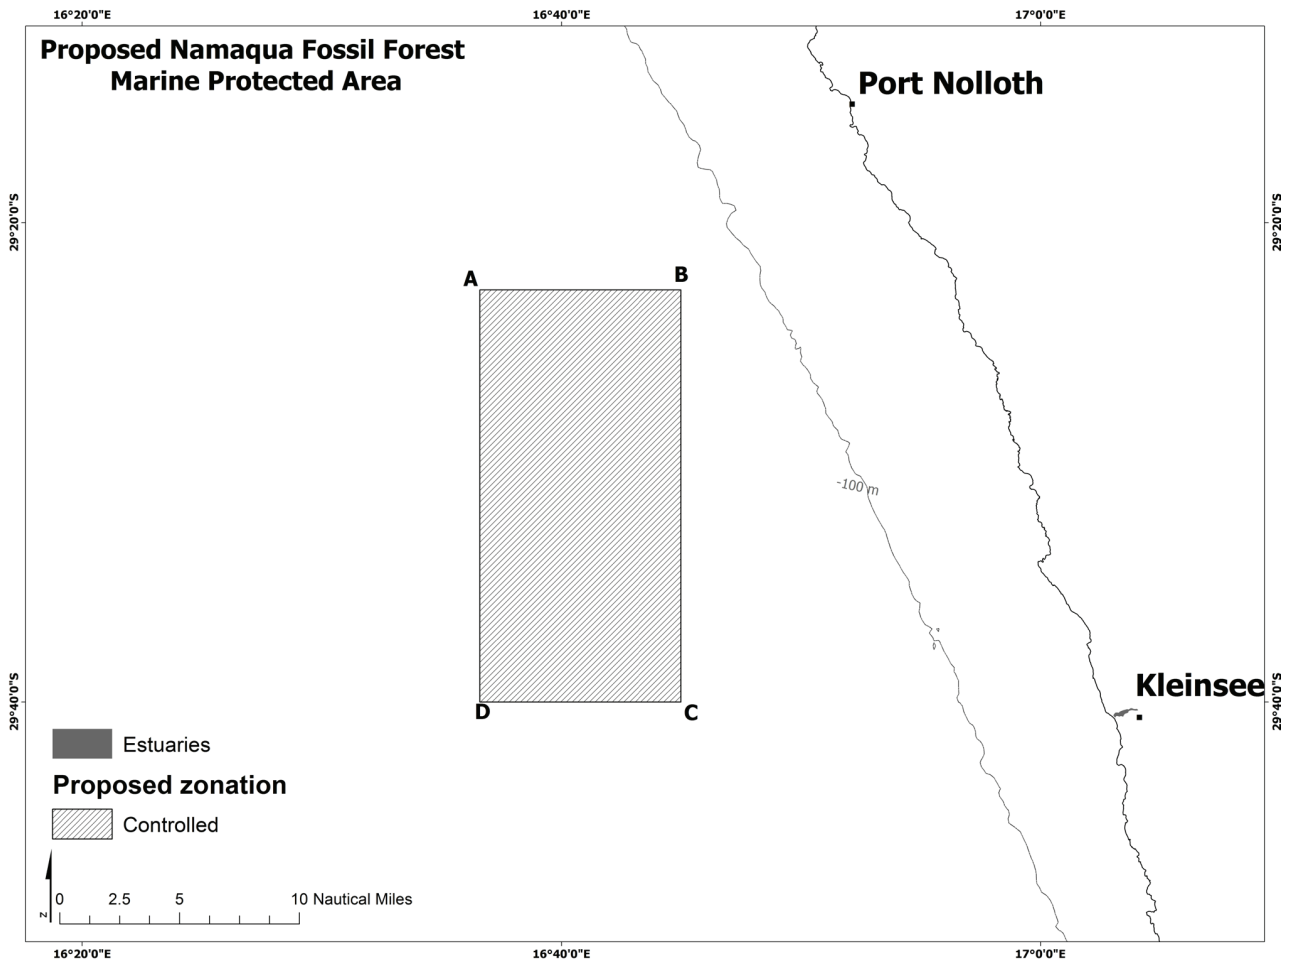 16°20'0"E 16°40'0"E 17°0'0"E
Proposed Namaqua Fossil Forest
Marine Protected Area
Port Nolloth
29°20'0"S 29°20'0"S
A B
-100 m
Kleinsee
29°40'0"S 29°40'0"S
D C
Estuaries
Proposed zonation
Controlled
N
0 2.5 5 10 Nautical Miles
16°20'0"E 16°40'0"E 17°0'0"E